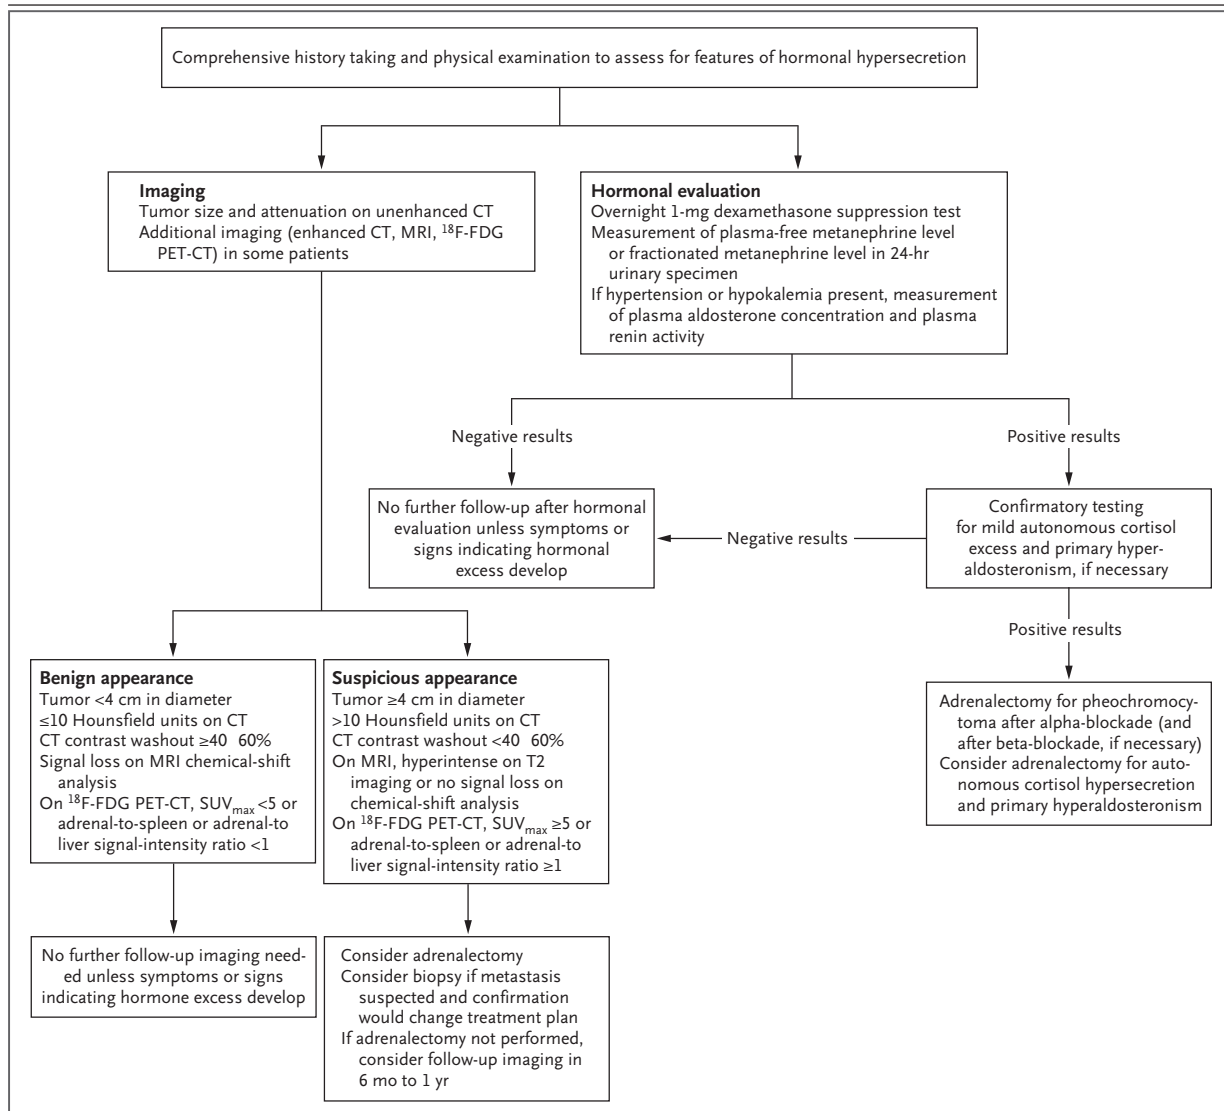 Comprehensive history taking and physical examination to assess for features of hormonal hypersecretion
Imaging
Tumor size and attenuation on unenhanced CT
Additional imaging (enhanced CT, MRI, ¹⁸F-FDG
PET-CT) in some patients
Hormonal evaluation
Overnight 1-mg dexamethasone suppression test
Measurement of plasma-free metanephrine level
or fractionated metanephrine level in 24-hr
urinary specimen
If hypertension or hypokalemia present, measurement
of plasma aldosterone concentration and plasma
renin activity
Negative results
Positive results
No further follow-up after hormonal
evaluation unless symptoms or
signs indicating hormonal
excess develop
Negative results
Confirmatory testing
for mild autonomous cortisol
excess and primary hyper-
aldosteronism, if necessary
Positive results
Benign appearance
Tumor <4 cm in diameter
≤10 Hounsfield units on CT
CT contrast washout ≥40 60%
Signal loss on MRI chemical-shift
analysis
On ¹⁸F-FDG PET-CT, SUVmax <5 or
adrenal-to-spleen or adrenal-to
liver signal-intensity ratio <1
Suspicious appearance
Tumor ≥4 cm in diameter
>10 Hounsfield units on CT
CT contrast washout <40 60%
On MRI, hyperintense on T2
imaging or no signal loss on
chemical-shift analysis
On ¹⁸F-FDG PET-CT, SUVmax ≥5 or
adrenal-to-spleen or adrenal-to
liver signal-intensity ratio ≥1
Adrenalectomy for pheochromocy-
toma after alpha-blockade (and
after beta-blockade, if necessary)
Consider adrenalectomy for auto-
nomous cortisol hypersecretion
and primary hyperaldosteronism
No further follow-up imaging need-
ed unless symptoms or signs
indicating hormone excess develop
Consider adrenalectomy
Consider biopsy if metastasis
suspected and confirmation
would change treatment plan
If adrenalectomy not performed,
consider follow-up imaging in
6 mo to 1 yr